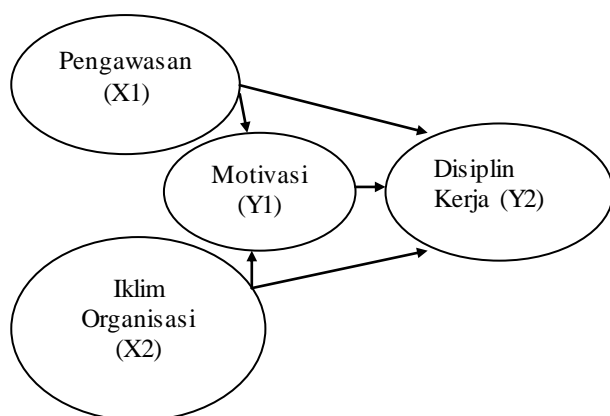 Pengawasan
(X1)
Motivasi
(Y1)
Disiplin
Kerja (Y2)
Iklim
Organisasi
(X2)